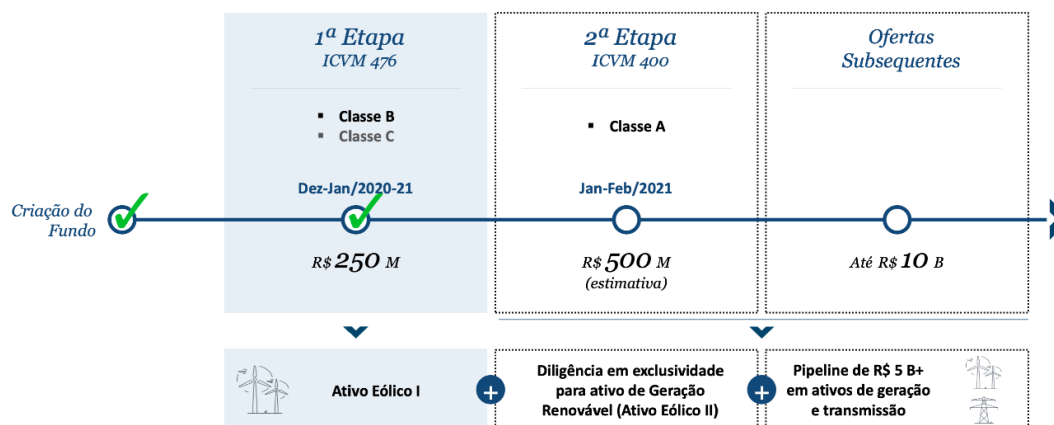 1ª Etapa
ICVM 476
▪ Classe B
▪ Classe C
Dez-Jan/2020-21
R$ 250 M
2ª Etapa
ICVM 400
▪ Classe A
Jan-Feb/2021
R$ 500 M
(estimativa)
Ofertas
Subsequentes
Até R$ 10 B
Criação do
Fundo
Ativo Eólico I
+
Diligência em exclusividade
para ativo de Geração
Renovável (Ativo Eólico II)
+
Pipeline de R$ 5 B+
em ativos de geração
e transmissão